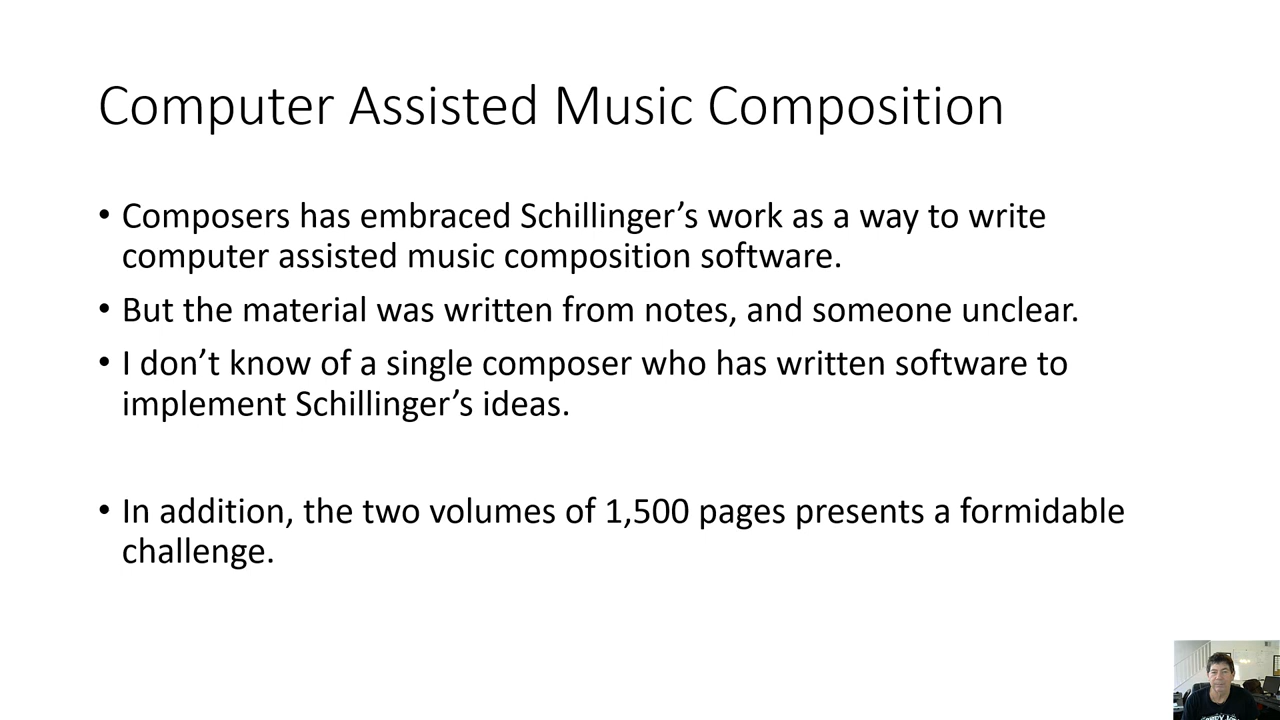 Computer Assisted Music Composition
• Composers has embraced Schillinger’s work as a way to write
computer assisted music composition software.
• But the material was written from notes, and someone unclear.
• I don’t know of a single composer who has written software to
implement Schillinger’s ideas.
• In addition, the two volumes of 1,500 pages presents a formidable
challenge.